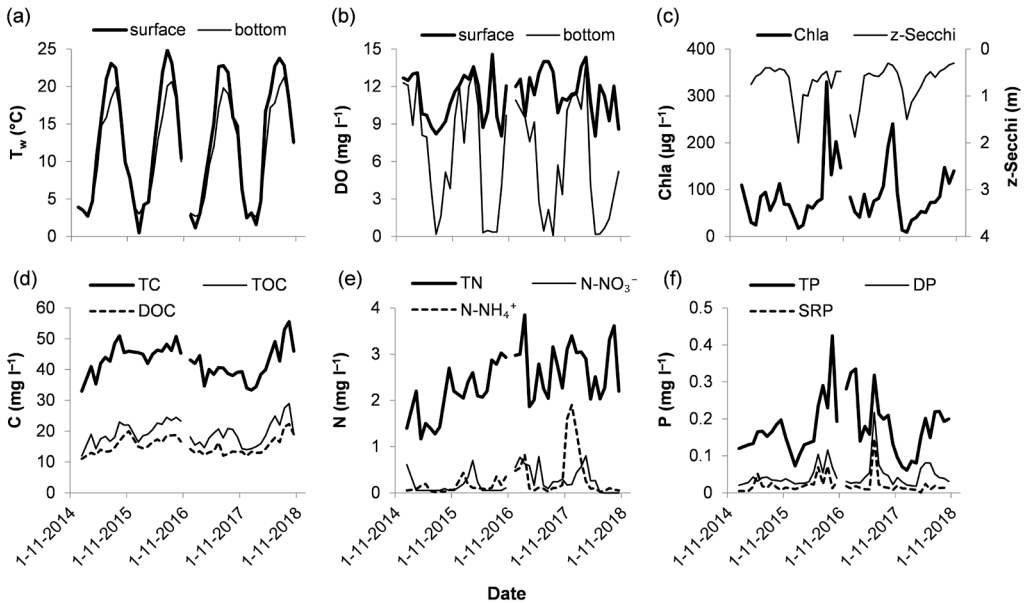 (a)
surface bottom
25
20
15
10
5
0
Tw (°C)
(b)
surface bottom
15
12
9
6
3
0
DO (mg l⁻¹)
(c)
Chla z-Secchi
400
300
200
100
0
Chla (µg l⁻¹)
0
1
2
3
4
z-Secchi (m)
(d)
TC TOC
DOC
60
50
40
30
20
10
0
C (mg l⁻¹)
1-11-2014
1-11-2015
1-11-2016
1-11-2017
1-11-2018
(e)
TN N-NO₃⁻
N-NH₄⁺
4
3
2
1
0
N (mg l⁻¹)
1-11-2014
1-11-2015
1-11-2016
1-11-2017
1-11-2018
(f)
TP DP
SRP
0.5
0.4
0.3
0.2
0.1
0
P (mg l⁻¹)
1-11-2014
1-11-2015
1-11-2016
1-11-2017
1-11-2018
Date